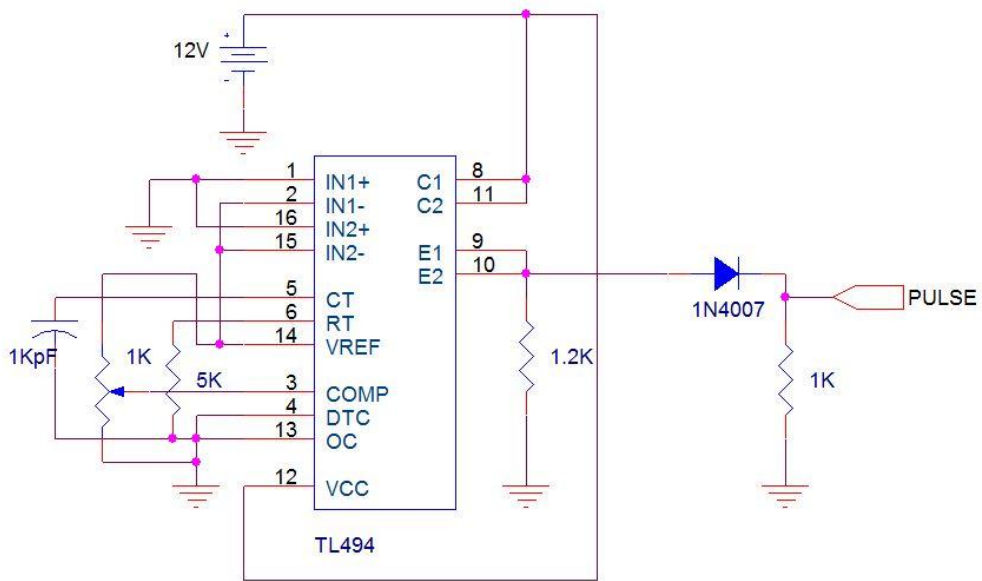 12V
+
-
1 IN1+ C1 8
2 IN1- C2 11
16 IN2+
15 IN2- E1 9
E2 10
5 CT
6 RT
14 VREF
3 COMP
4 DTC
13 OC
12 VCC
TL494
1KpF
1K
5K
1.2K
1N4007
PULSE
1K